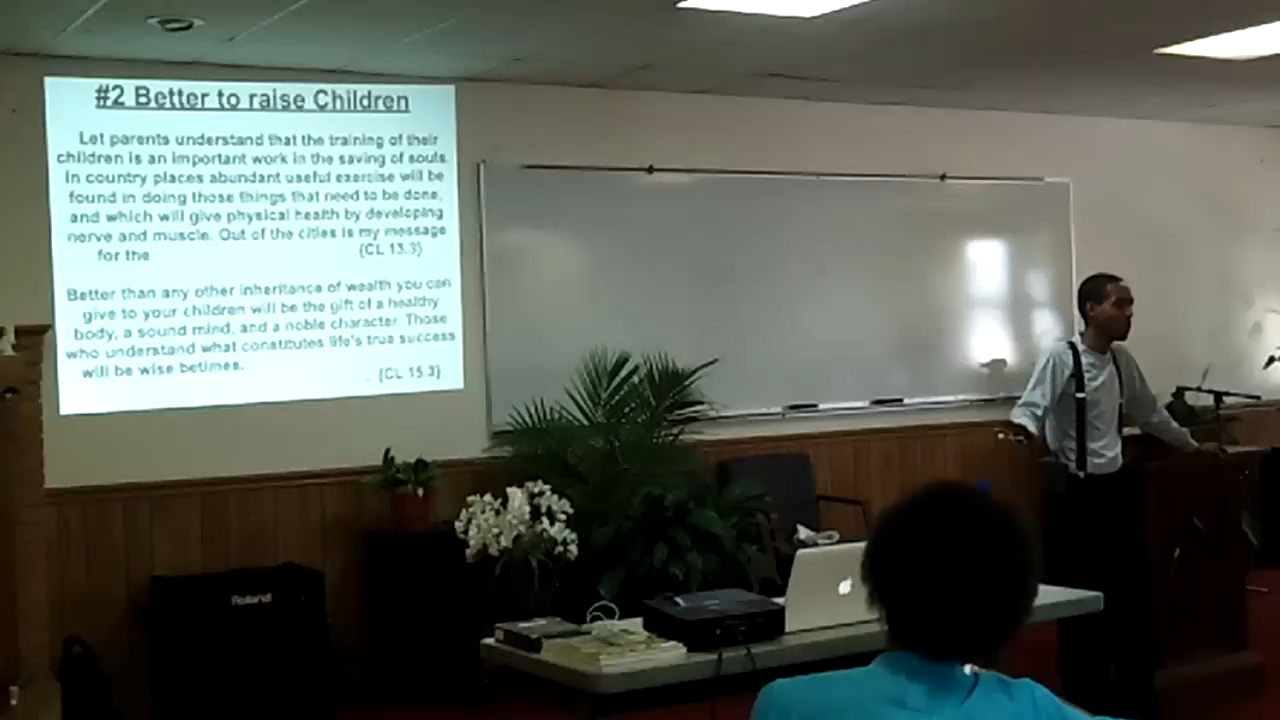 #2 Better to raise Children
Let parents understand that the training of their
children is an important work in the saving of souls.
In country places abundant useful exercise will be
found in doing those things that need to be done,
and which will give physical health by developing
nerve and muscle. Out of the cities is my message
for the {CL 13.3}
Better than any other inheritance of wealth you can
give to your children will be the gift of a healthy
body, a sound mind, and a noble character. Those
who understand what constitutes life's true success
will be wise betimes.
{CL 15.3}
Roland